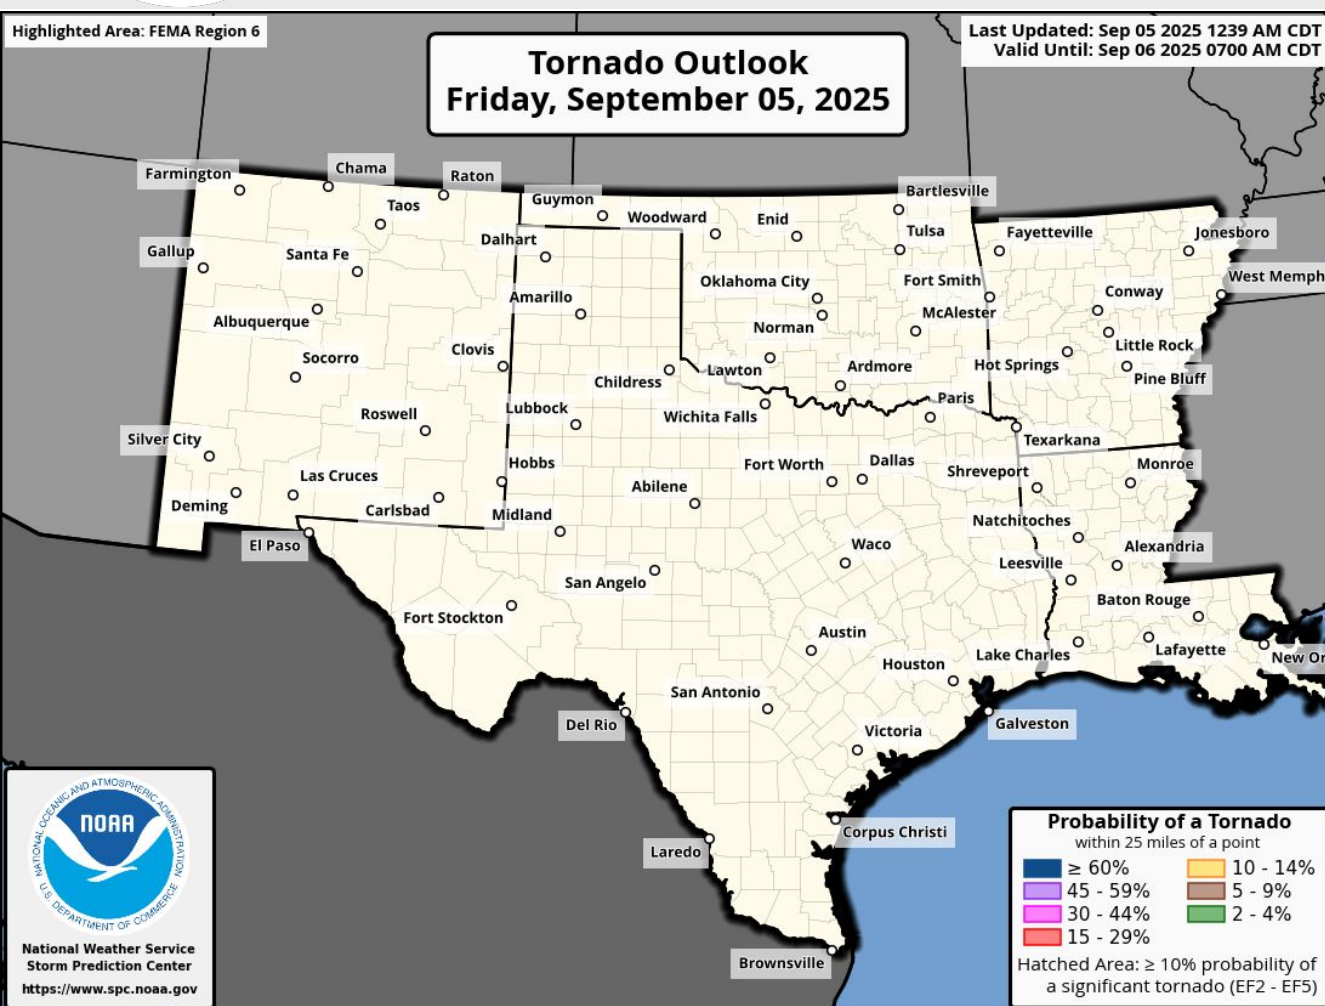 Highlighted Area: FEMA Region 6
Last Updated: Sep 05 2025 1239 AM CDT
Valid Until: Sep 06 2025 0700 AM CDT
Tornado Outlook
Friday, September 05, 2025
Farmington
Chama
Raton
Taos
Guymon
Woodward
Enid
Bartlesville
Tulsa
Fayetteville
Jonesboro
Gallup
Santa Fe
Dalhart
Oklahoma City
Fort Smith
West Memph
Amarillo
Conway
Albuquerque
Norman
McAlester
Little Rock
Socorro
Clovis
Childress
Lawton
Ardmore
Hot Springs
Pine Bluff
Roswell
Lubbock
Wichita Falls
Paris
Silver City
Texarkana
Las Cruces
Hobbs
Fort Worth
Dallas
Shreveport
Monroe
Deming
Carlsbad
Midland
Abilene
Natchitoches
El Paso
Waco
Alexandria
San Angelo
Leesville
Fort Stockton
Baton Rouge
Austin
Houston
Lake Charles
Lafayette
New Or
San Antonio
Del Rio
Victoria
Galveston
Laredo
Corpus Christi
Brownsville
NATIONAL OCEANIC AND ATMOSPHERIC ADMINISTRATION
NOAA
U.S. DEPARTMENT OF COMMERCE
National Weather Service
Storm Prediction Center
https://www.spc.noaa.gov
Probability of a Tornado
within 25 miles of a point
≥ 60%
10 - 14%
45 - 59%
5 - 9%
30 - 44%
2 - 4%
15 - 29%
Hatched Area: ≥ 10% probability of
a significant tornado (EF2 - EF5)